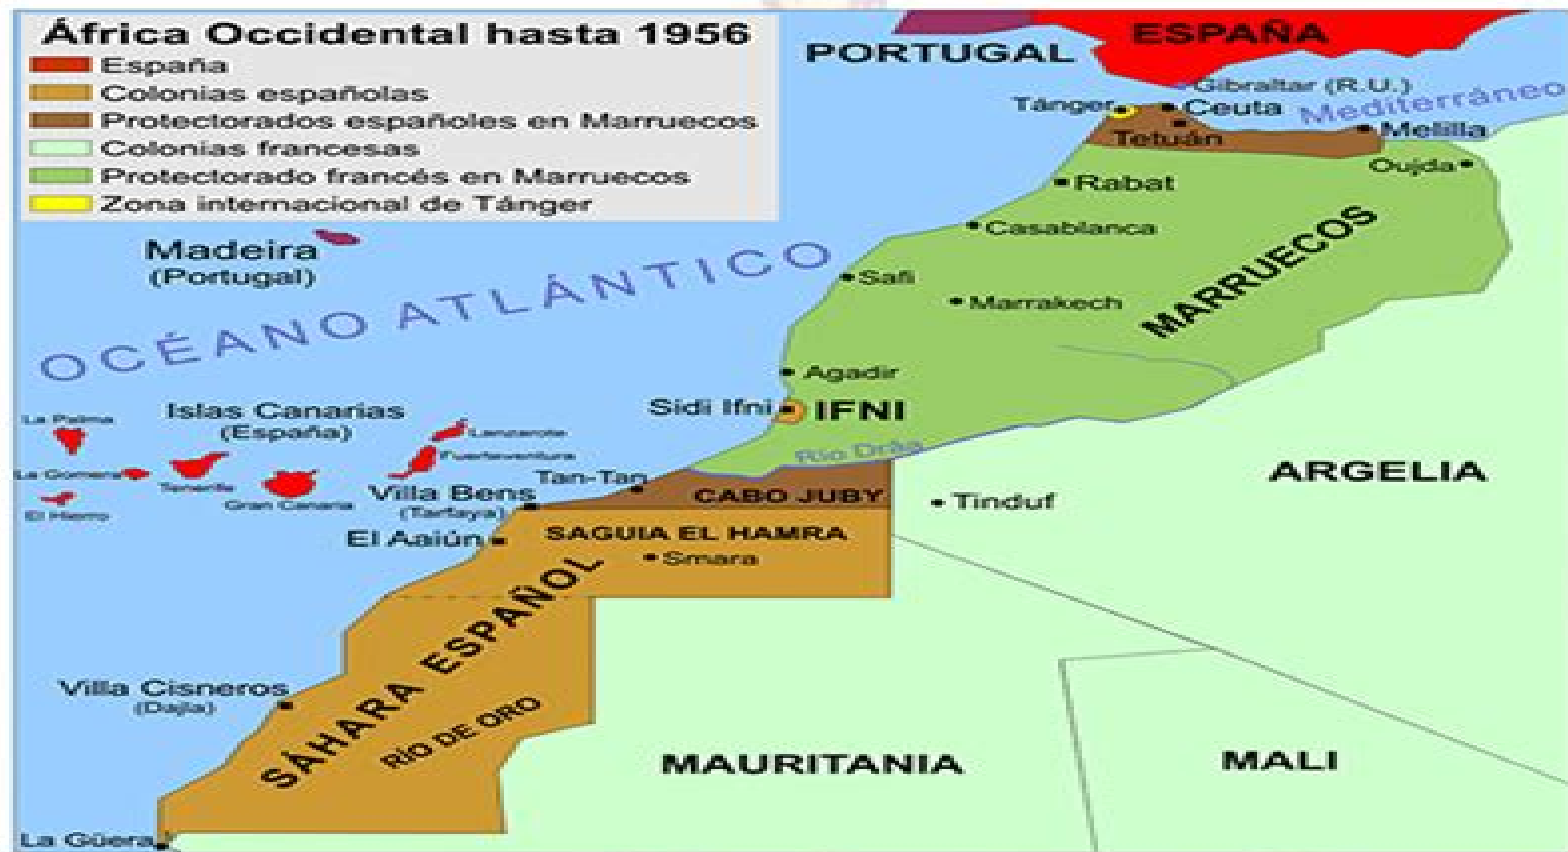 África Occidental hasta 1956
España
Colonias españolas
Protectorados españoles en Marruecos
Colonias francesas
Protectorado francés en Marruecos
Zona internacional de Tánger
PORTUGAL
ESPAÑA
Gibraltar (R.U.)
Mediterráneo
Tánger
Ceuta
Tetuán
Melilla
Oujda
Rabat
Casablanca
Madeira
(Portugal)
OCÉANO ATLÁNTICO
Safi
Marrakech
MARRUECOS
Agadir
Sidi Ifni
IFNI
Islas Canarias
(España)
La Palma
Lanzarote
Fuerteventura
La Gomera
Tenerife
Gran Canaria
El Hierro
Río Dráa
Tan-Tan
Villa Bens
(Tarfaya)
CABO JUBY
Tinduf
ARGELIA
El Aaiún
SAGUIA EL HAMRA
Smara
SÁHARA ESPAÑOL
Villa Cisneros
(Dajla)
RÍO DE ORO
MAURITANIA
MALI
La Güera